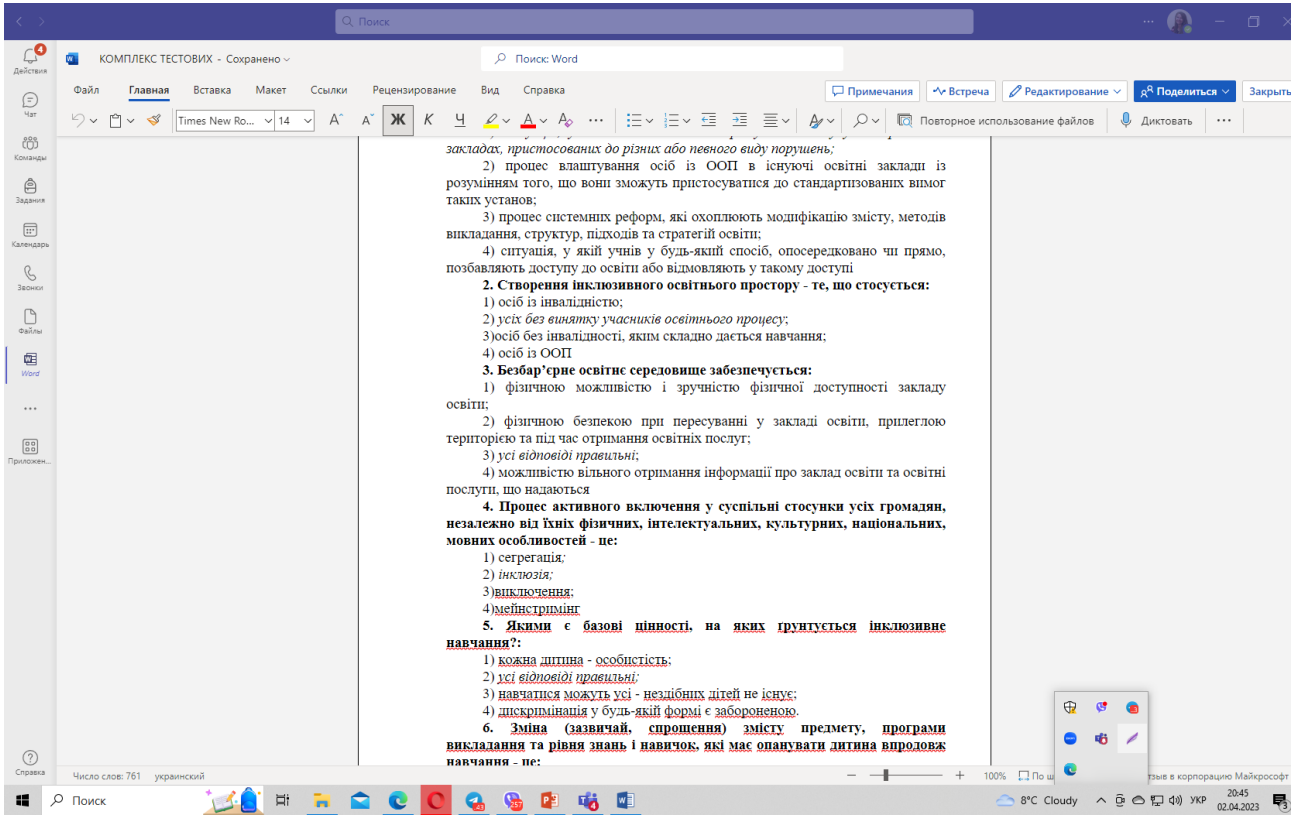 Поиск
4
Действия
Чат
Команды
Задания
Календарь
Звонки
Файлы
Word
Приложен...
Справка
КОМПЛЕКС ТЕСТОВИХ - Сохранено
Поиск: Word
Файл Главная Вставка Макет Ссылки Рецензирование Вид Справка
Примечания Встреча Редактирование Поделиться Закрыть
Times New Ro... 14 Ж К Ч Повторное использование файлов Диктовать
закладах, пристосованих до різних або певного виду порушень;
2) процес влаштування осіб із ООП в існуючі освітні заклади із
розумінням того, що вони зможуть пристосуватися до стандартизованих вимог
таких установ;
3) процес системних реформ, які охоплюють модифікацію змісту, методів
викладання, структур, підходів та стратегій освіти;
4) ситуація, у якій учнів у будь-який спосіб, опосередковано чи прямо,
позбавляють доступу до освіти або відмовляють у такому доступі
2. Створення інклюзивного освітнього простору - те, що стосується:
1) осіб із інвалідністю;
2) усіх без винятку учасників освітнього процесу;
3)осіб без інвалідності, яким складно дається навчання;
4) осіб із ООП
3. Безбар’єрне освітнє середовище забезпечується:
1) фізичною можливістю і зручністю фізичної доступності закладу
освіти;
2) фізичною безпекою при пересуванні у закладі освіти, прилеглою
територією та під час отримання освітніх послуг;
3) усі відповіді правильні;
4) можливістю вільного отримання інформації про заклад освіти та освітні
послуги, що надаються
4. Процес активного включення у суспільні стосунки усіх громадян,
незалежно від їхніх фізичних, інтелектуальних, культурних, національних,
мовних особливостей - це:
1) сегрегація;
2) інклюзія;
3)виключення;
4)мейнстримінг
5. Якими є базові цінності, на яких ґрунтується інклюзивне
навчання?:
1) кожна дитина - особистість;
2) усі відповіді правильні;
3) навчатися можуть усі - нездібних дітей не існує;
4) дискримінація у будь-якій формі є забороненою.
6. Зміна (зазвичай, спрощення) змісту предмету, програми
викладання та рівня знань і навичок, які має опанувати дитина впродовж
навчання - це:
Число слов: 761 украинский
100% По ш
тзыв в корпорацию Майкрософт
Поиск
43 257 4
8°C Cloudy
УКР
20:45
02.04.2023
3